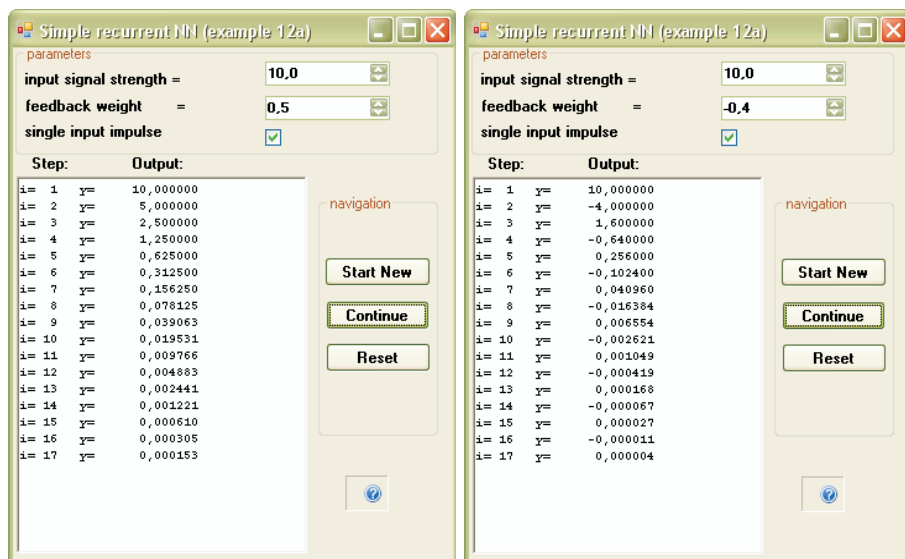 Simple recurrent NN (example 12a)
parameters
input signal strength = 10,0
feedback weight = 0,5
single input impulse
Step: Output:
i= 1 y= 10,000000
i= 2 y= 5,000000
i= 3 y= 2,500000
i= 4 y= 1,250000
i= 5 y= 0,625000
i= 6 y= 0,312500
i= 7 y= 0,156250
i= 8 y= 0,078125
i= 9 y= 0,039063
i= 10 y= 0,019531
i= 11 y= 0,009766
i= 12 y= 0,004883
i= 13 y= 0,002441
i= 14 y= 0,001221
i= 15 y= 0,000610
i= 16 y= 0,000305
i= 17 y= 0,000153
navigation
Start New
Continue
Reset
Simple recurrent NN (example 12a)
parameters
input signal strength = 10,0
feedback weight = -0,4
single input impulse
Step: Output:
i= 1 y= 10,000000
i= 2 y= -4,000000
i= 3 y= 1,600000
i= 4 y= -0,640000
i= 5 y= 0,256000
i= 6 y= -0,102400
i= 7 y= 0,040960
i= 8 y= -0,016384
i= 9 y= 0,006554
i= 10 y= -0,002621
i= 11 y= 0,001049
i= 12 y= -0,000419
i= 13 y= 0,000168
i= 14 y= -0,000067
i= 15 y= 0,000027
i= 16 y= -0,000011
i= 17 y= 0,000004
navigation
Start New
Continue
Reset